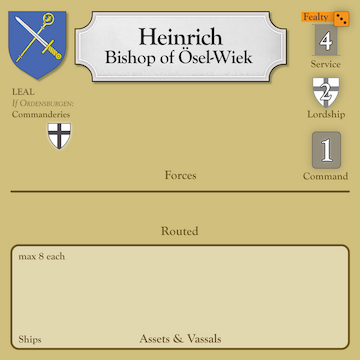 Heinrich
Bishop of Ösel-Wiek
Fealty
4
Service
LEAL
If Ordensburgen:
Commanderies
2
Lordship
1
Command
Forces
Routed
max 8 each
Ships
Assets & Vassals